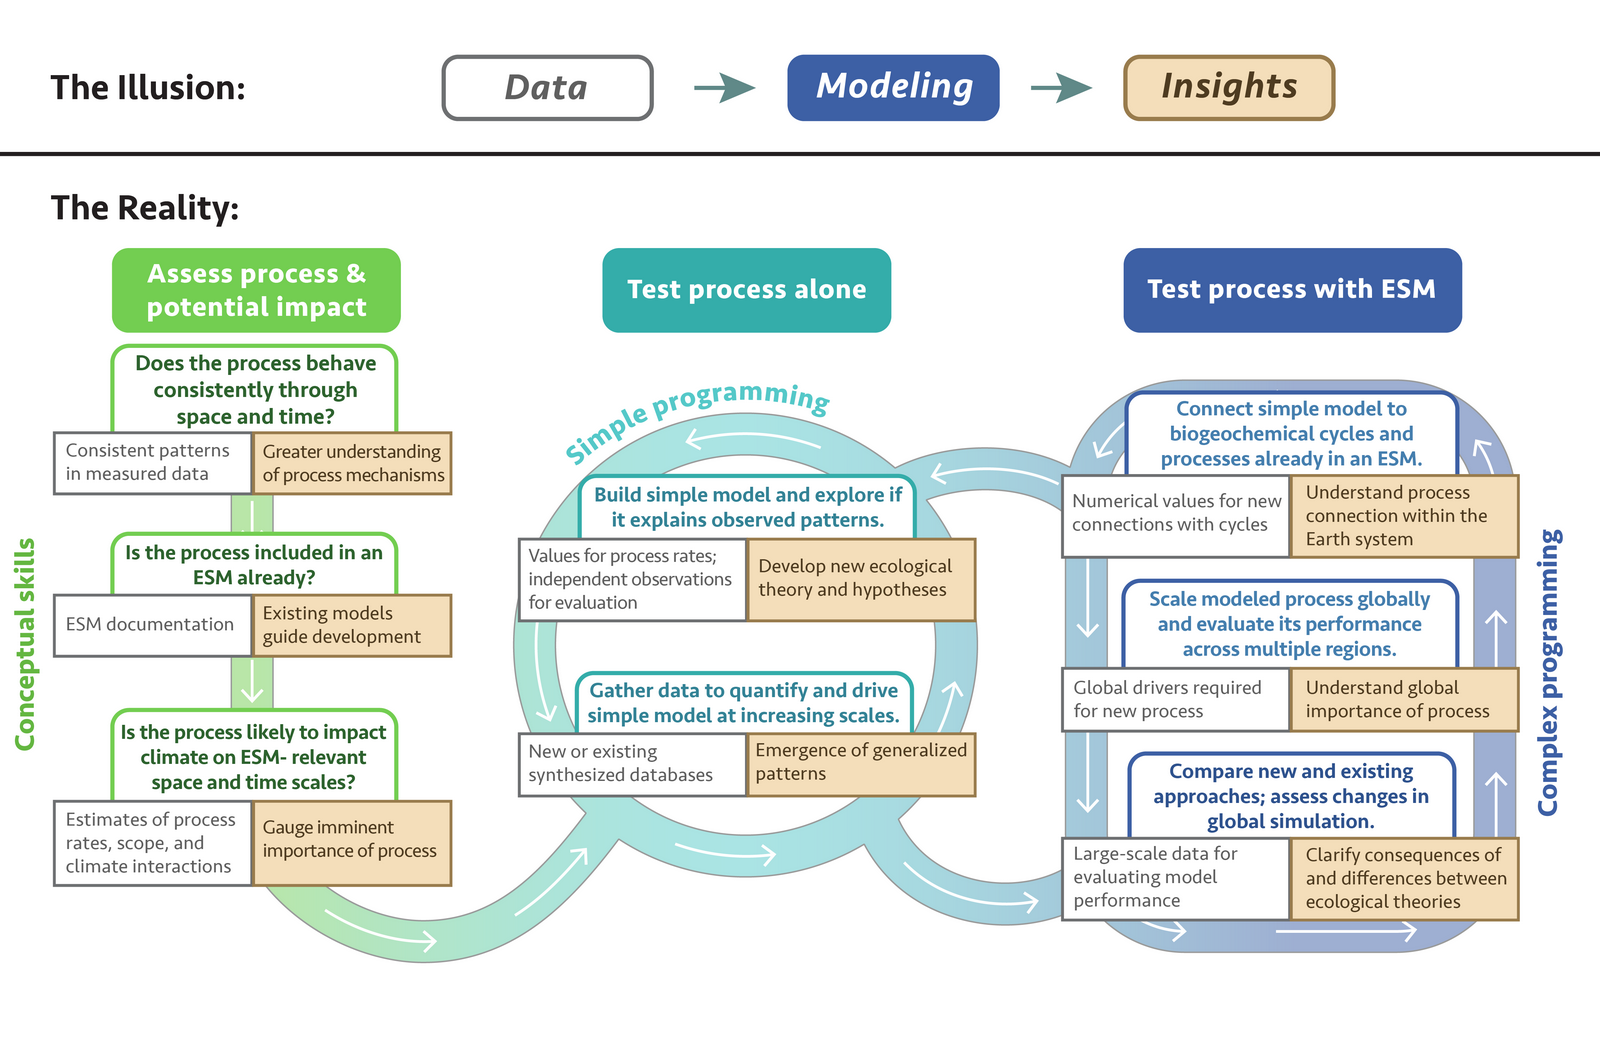 The Illusion:
Data
Modeling
Insights
The Reality:
Assess process &
potential impact
Does the process behave
consistently through
space and time?
Consistent patterns
in measured data
Greater understanding
of process mechanisms
Is the process included in an
ESM already?
ESM documentation
Existing models
guide development
Is the process likely to impact
climate on ESM- relevant
space and time scales?
Estimates of process
rates, scope, and
climate interactions
Gauge imminent
importance of process
Conceptual skills
Test process alone
Simple programming
Build simple model and explore if
it explains observed patterns.
Values for process rates;
independent observations
for evaluation
Develop new ecological
theory and hypotheses
Gather data to quantify and drive
simple model at increasing scales.
New or existing
synthesized databases
Emergence of generalized
patterns
Test process with ESM
Connect simple model to
biogeochemical cycles and
processes already in an ESM.
Numerical values for new
connections with cycles
Understand process
connection within the
Earth system
Scale modeled process globally
and evaluate its performance
across multiple regions.
Global drivers required
for new process
Understand global
importance of process
Compare new and existing
approaches; assess changes in
global simulation.
Large-scale data for
evaluating model
performance
Clarify consequences of
and differences between
ecological theories
Complex programming